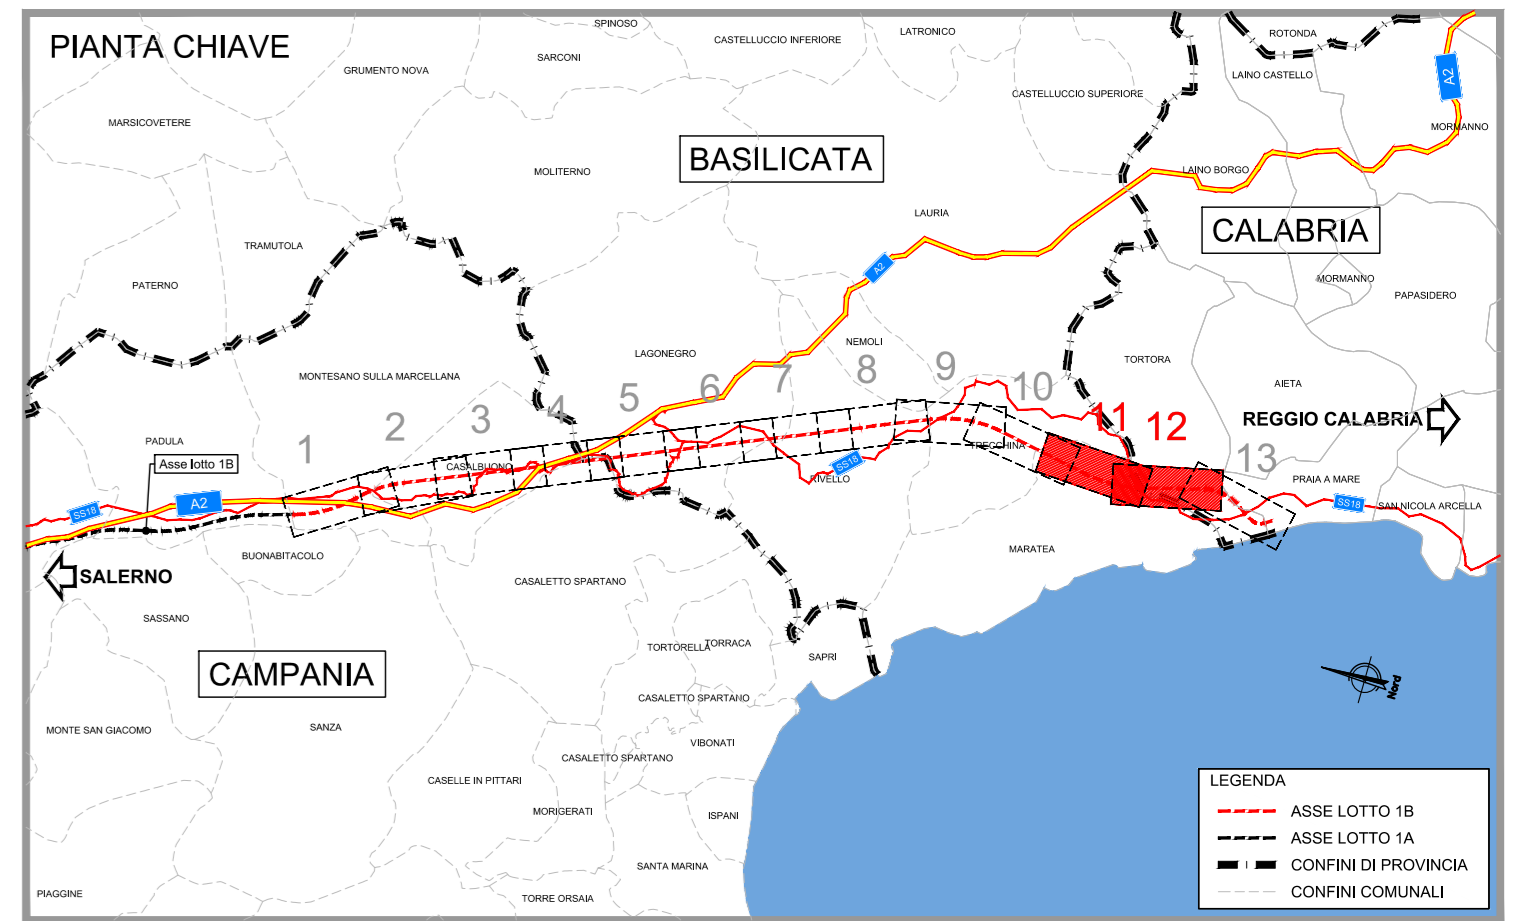 PIANTA CHIAVE
SPINOSO
SARCONI
GRUMENTO NOVA
CASTELLUCCIO INFERIORE
LATRONICO
ROTONDA
LAINO CASTELLO
A2
CASTELLUCCIO SUPERIORE
MARSICOVETERE
MORMANNO
BASILICATA
MOLITERNO
LAINO BORGO
LAURIA
CALABRIA
TRAMUTOLA
A2
MORMANNO
PATERNO
PAPASIDERO
NEMOLI
LAGONEGRO
TORTORA
MONTESANO SULLA MARCELLANA
AIETA
1
2
3
4
5
6
7
8
9
10
11
12
13
REGGIO CALABRIA
PADULA
Asse lotto 1B
CASALBUONO
TRECCHINA
SS18
RIVELLO
PRAIA A MARE
SS18
SAN NICOLA ARCELLA
SS18
A2
BUONABITACOLO
MARATEA
SALERNO
CASALETTO SPARTANO
SASSANO
TORTORELLA
TORRACA
SAPRI
CAMPANIA
CASALETTO SPARTANO
Nord
MONTE SAN GIACOMO
SANZA
VIBONATI
CASALETTO SPARTANO
CASELLE IN PITTARI
MORIGERATI
ISPANI
SANTA MARINA
PIAGGINE
TORRE ORSAIA
LEGENDA
ASSE LOTTO 1B
ASSE LOTTO 1A
CONFINI DI PROVINCIA
CONFINI COMUNALI